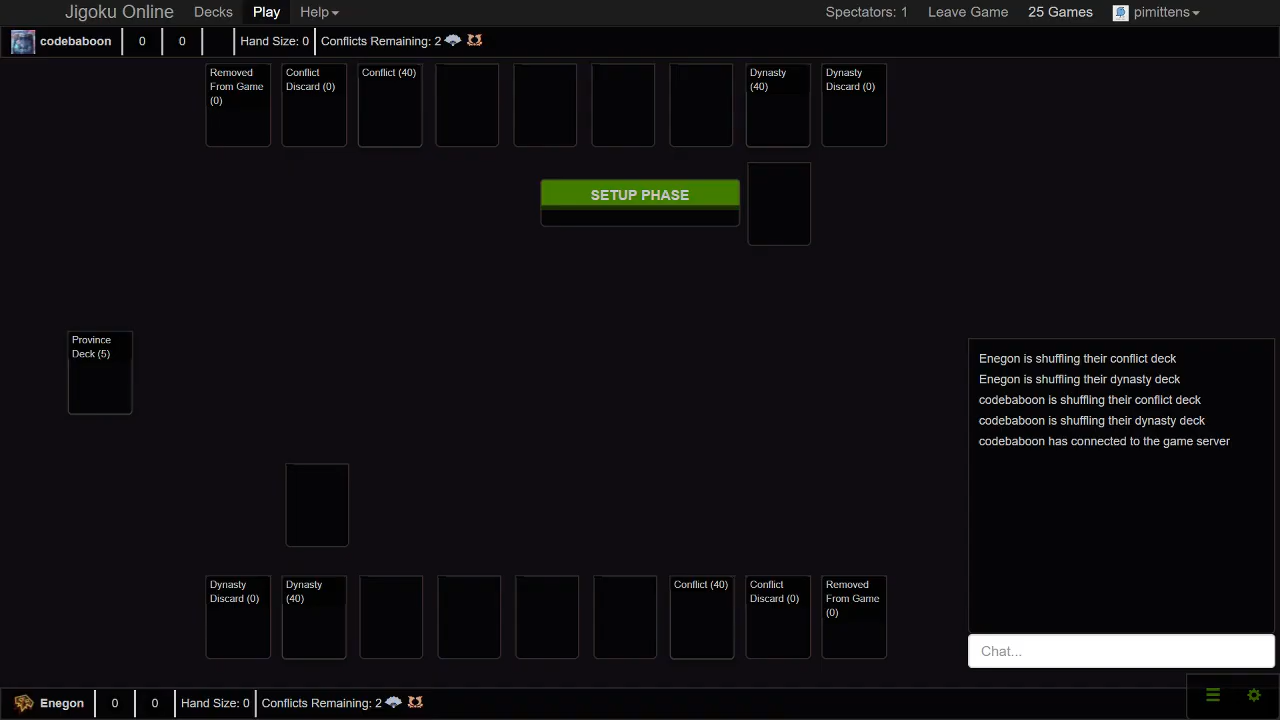 Jigoku Online Decks Play Help Spectators: 1 Leave Game 25 Games pimittens
codebaboon 0 0 Hand Size: 0 Conflicts Remaining: 2
Removed
From Game
(0)
Conflict
Discard (0)
Conflict (40)
Dynasty
(40)
Dynasty
Discard (0)
SETUP PHASE
Province
Deck (5)
Enegon is shuffling their conflict deck
Enegon is shuffling their dynasty deck
codebaboon is shuffling their conflict deck
codebaboon is shuffling their dynasty deck
codebaboon has connected to the game server
Dynasty
Discard (0)
Dynasty
(40)
Conflict (40)
Conflict
Discard (0)
Removed
From Game
(0)
Chat...
Enegon 0 0 Hand Size: 0 Conflicts Remaining: 2